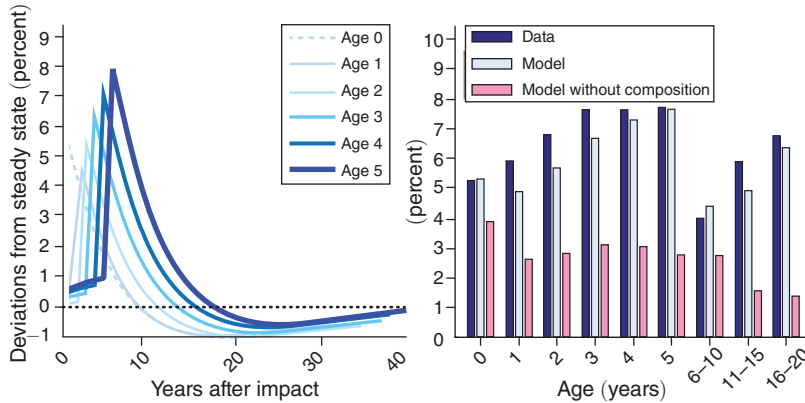 Deviations from steady state (percent)
9
8
7
6
5
4
3
2
1
0
−1
0
10
20
30
40
Years after impact
Age 0
Age 1
Age 2
Age 3
Age 4
Age 5
(percent)
10
9
8
7
6
5
4
3
2
1
0
0
1
2
3
4
5
6–10
11–15
16–20
Age (years)
Data
Model
Model without composition